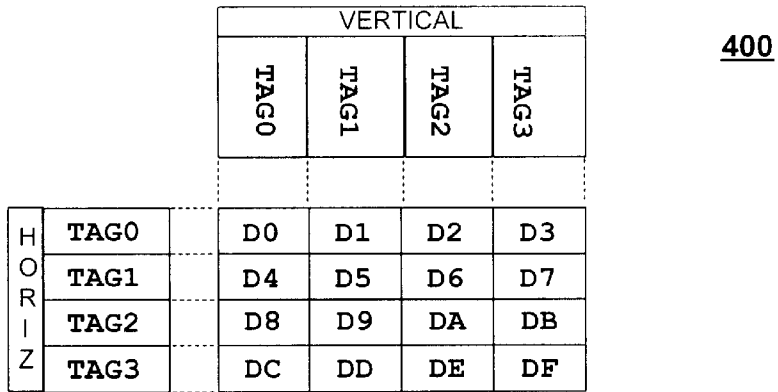 VERTICAL
400
TAG0 TAG1 TAG2 TAG3
HORIZ
TAG0 D0 D1 D2 D3
TAG1 D4 D5 D6 D7
TAG2 D8 D9 DA DB
TAG3 DC DD DE DF